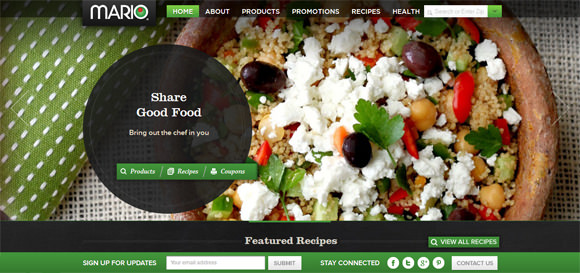 MARIO
HOME ABOUT PRODUCTS PROMOTIONS RECIPES HEALTH Search or Enter Zip
Share
Good Food
Bring out the chef in you
Products / Recipes / Coupons
Featured Recipes
VIEW ALL RECIPES
SIGN UP FOR UPDATES Your email address SUBMIT STAY CONNECTED CONTACT US